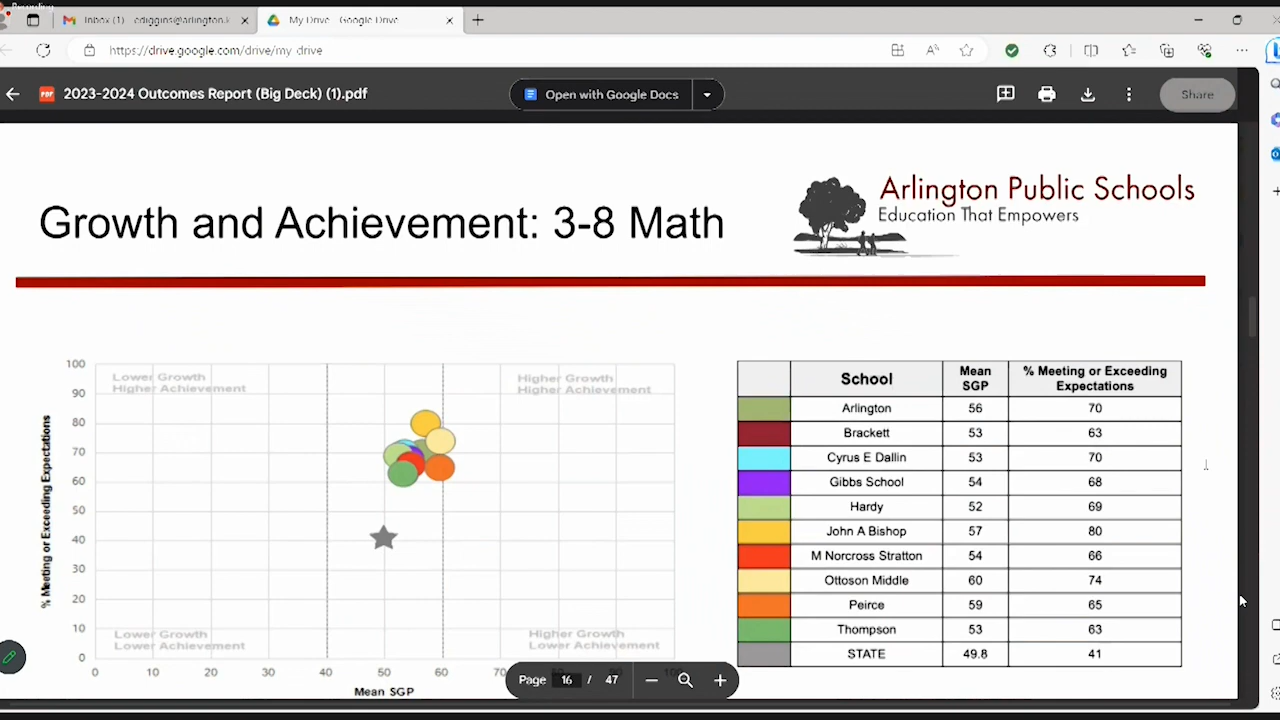 Recording
Inbox (1) - cdiggins@arlington.k
My Drive - Google Drive
https://drive.google.com/drive/my-drive
2023-2024 Outcomes Report (Big Deck) (1).pdf
Open with Google Docs
Share
Arlington Public Schools
Education That Empowers
Growth and Achievement: 3-8 Math
100
90
80
70
60
50
40
30
20
10
0
% Meeting or Exceeding Expectations
Lower Growth
Higher Achievement
Higher Growth
Higher Achievement
Lower Growth
Lower Achievement
Higher Growth
Lower Achievement
0 10 20 30 40 50 60 70 80 90 100
Mean SGP
School Mean SGP % Meeting or Exceeding Expectations
Arlington 56 70
Brackett 53 63
Cyrus E Dallin 53 70
Gibbs School 54 68
Hardy 52 69
John A Bishop 57 80
M Norcross Stratton 54 66
Ottoson Middle 60 74
Peirce 59 65
Thompson 53 63
STATE 49.8 41
Page 16 / 47